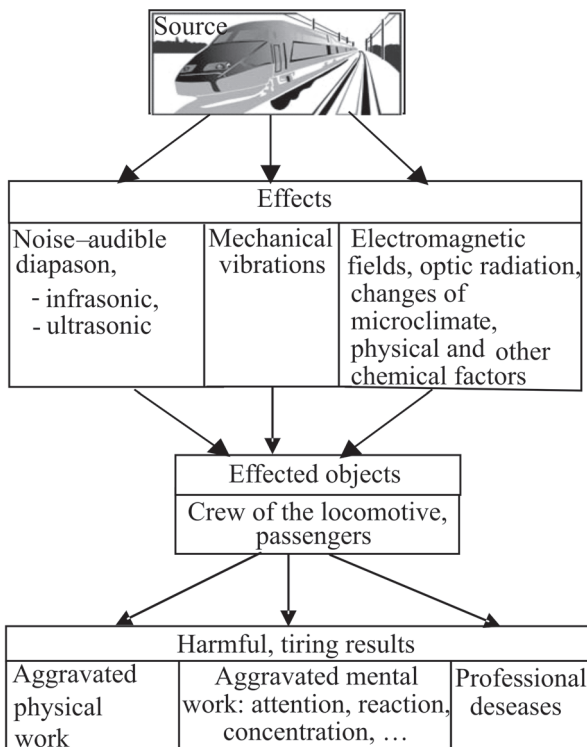 Source
Effects
Noise–audible
diapason,
- infrasonic,
- ultrasonic
Mechanical
vibrations
Electromagnetic
fields, optic radiation,
changes of
microclimate,
physical and other
chemical factors
Effected objects
Crew of the locomotive,
passengers
Harmful, tiring results
Aggravated
physical
work
Aggravated mental
work: attention, reaction,
concentration, …
Professional
deseases